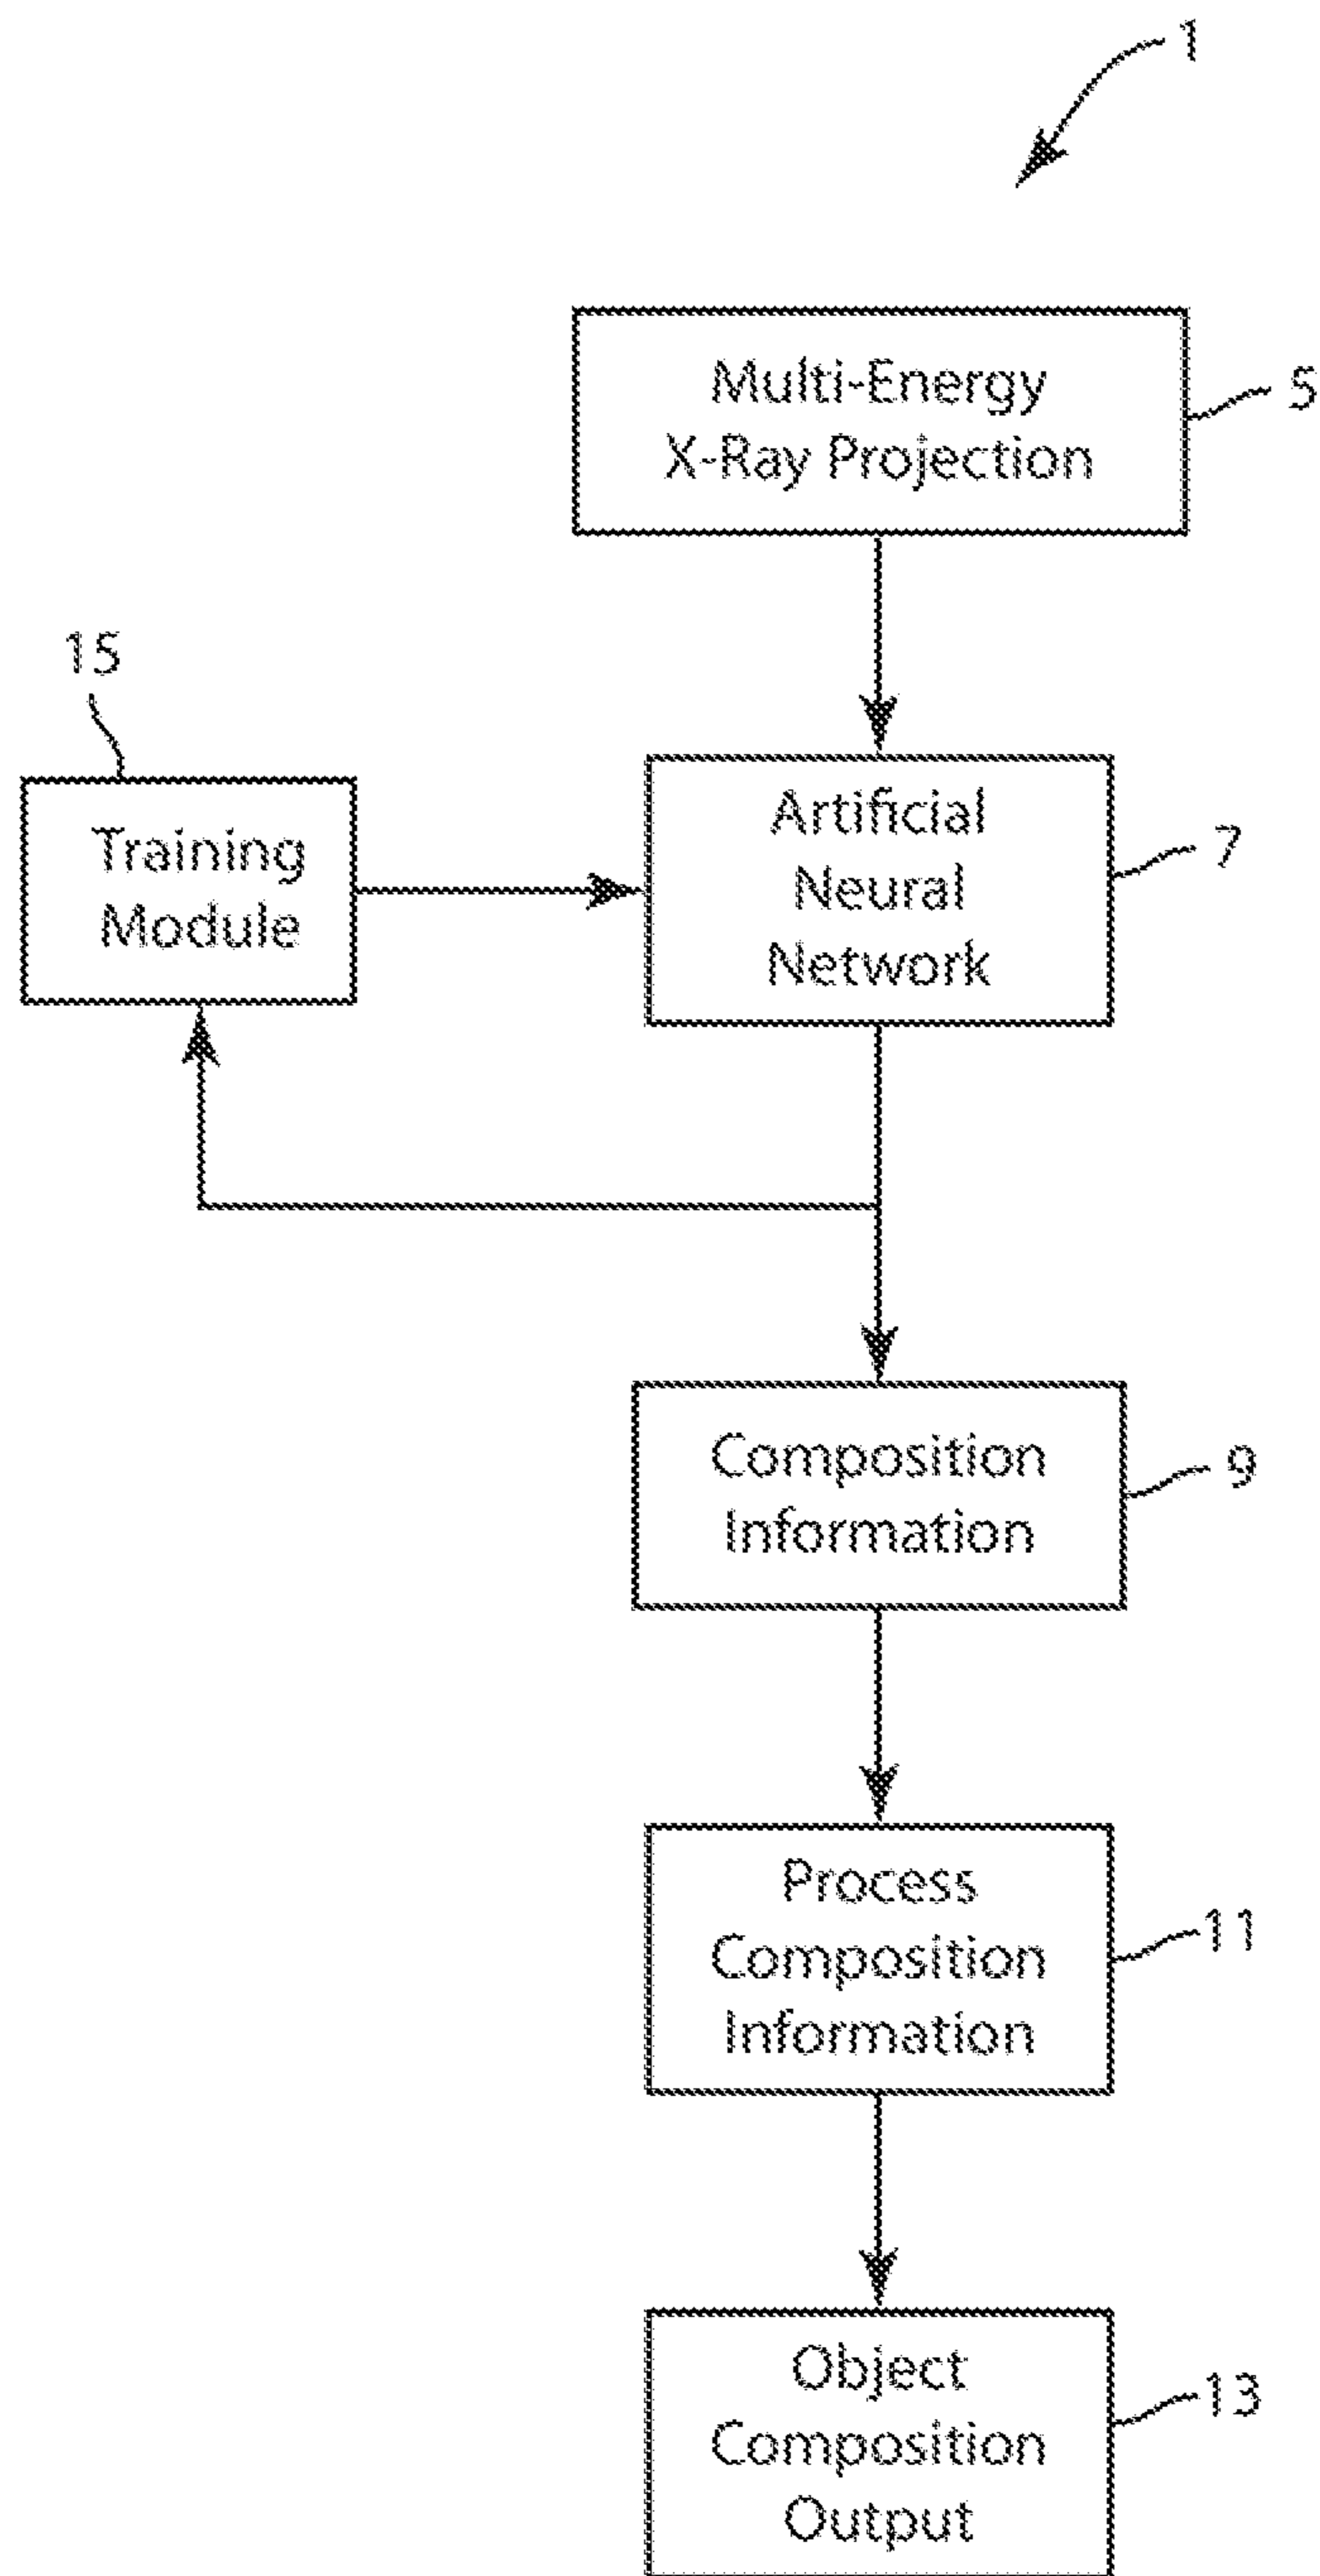 1
Multi-Energy
X-Ray Projection
5
15
Training
Module
Artificial
Neural
Network
7
Composition
Information
9
Process
Composition
Information
11
Object
Composition
Output
13